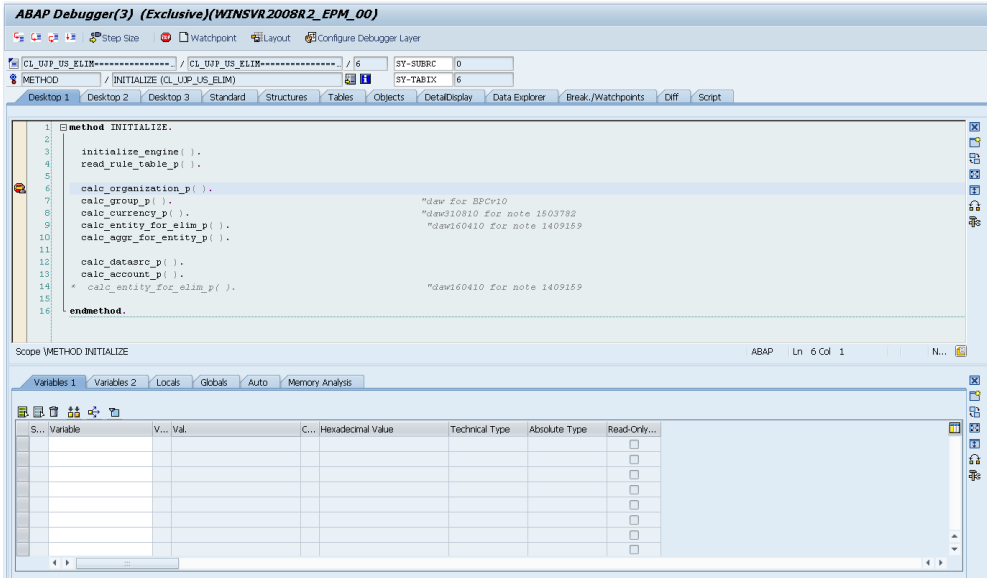 ABAP Debugger(3) (Exclusive)(WINSVR2008R2_EPM_00)
Step Size Watchpoint Layout Configure Debugger Layer
CL_UJP_US_ELIM================… / CL_UJP_US_ELIM================… / 6 SY-SUBRC 0
METHOD / INITIALIZE (CL_UJP_US_ELIM) SY-TABIX 6
Desktop 1 Desktop 2 Desktop 3 Standard Structures Tables Objects DetailDisplay Data Explorer Break./Watchpoints Diff Script
1 method INITIALIZE.
2
3 initialize_engine( ).
4 read_rule_table_p( ).
5
6 calc_organization_p( ).
7 calc_group_p( ). "daw for BPCv10
8 calc_currency_p( ). "daw310810 for note 1503782
9 calc_entity_for_elim_p( ). "daw160410 for note 1409159
10 calc_aggr_for_entity_p( ).
11
12 calc_datasrc_p( ).
13 calc_account_p( ).
14 * calc_entity_for_elim_p( ). "daw160410 for note 1409159
15
16 endmethod.
Scope \METHOD INITIALIZE ABAP Ln 6 Col 1 N...
Variables 1 Variables 2 Locals Globals Auto Memory Analysis
S... Variable V... Val. C... Hexadecimal Value Technical Type Absolute Type Read-Only...